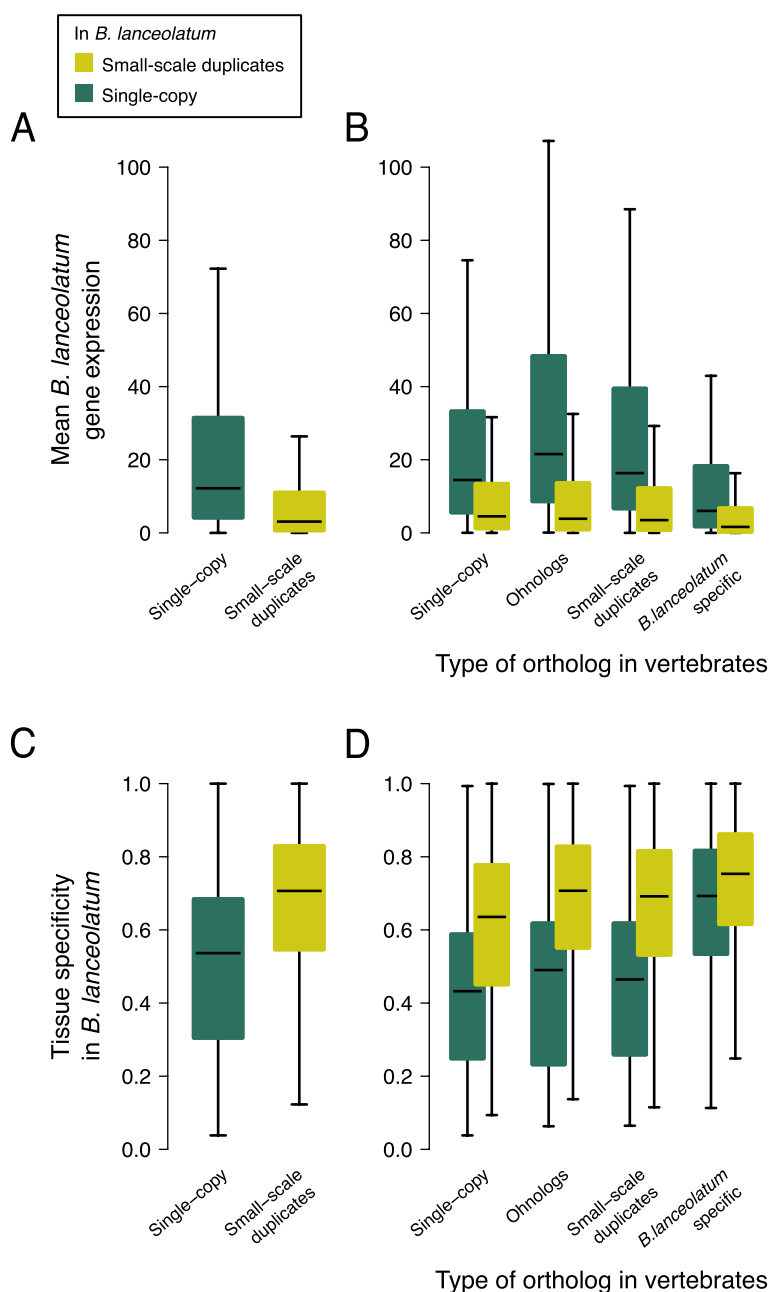 In B. lanceolatum
Small-scale duplicates
Single-copy
A
B
Mean B. lanceolatum
gene expression
100
80
60
40
20
0
Single−copy
Small−scale
duplicates
100
80
60
40
20
0
Single−copy
Ohnologs
Small−scale
duplicates
B.lanceolatum
specific
Type of ortholog in vertebrates
C
D
Tissue specificity
in B. lanceolatum
1.0
0.8
0.6
0.4
0.2
0.0
Single−copy
Small−scale
duplicates
1.0
0.8
0.6
0.4
0.2
0.0
Single−copy
Ohnologs
Small−scale
duplicates
B.lanceolatum
specific
Type of ortholog in vertebrates